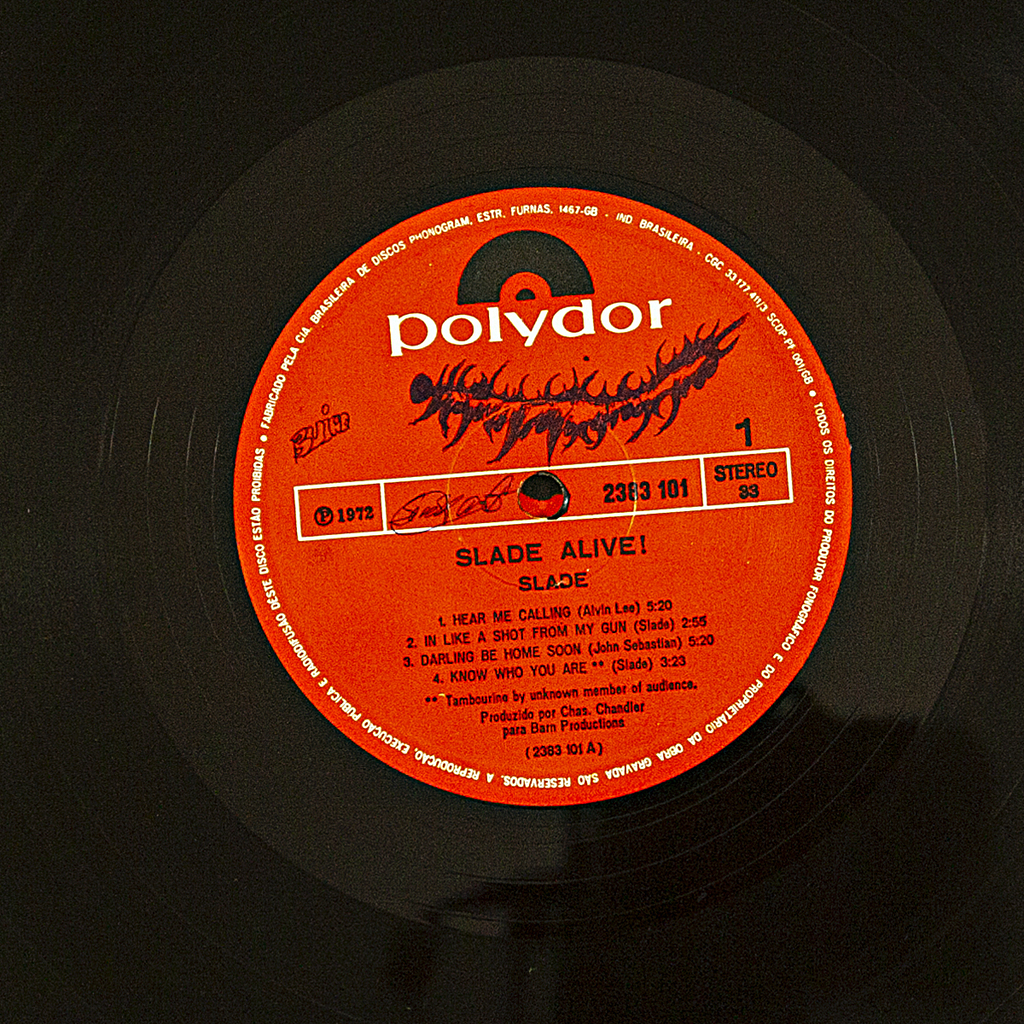 FABRICADO PELA CIA. BRASILEIRA DE DISCOS PHONOGRAM, ESTR. FURNAS, 1467-GB - IND BRASILEIRA - CGC 33.177.411/3 SCDP-PF 001/GB ● TODOS OS DIREITOS DO PRODUTOR FONOGRÁFICO E DO PROPRIETÁRIO DA OBRA GRAVADA SÃO RESERVADOS. A REPRODUÇÃO, EXECUÇÃO PÚBLICA E RADIODIFUSÃO DESTE DISCO ESTÃO PROIBIDAS ●
polydor
1
℗ 1972
2383 101
STEREO
33
SLADE ALIVE!
SLADE
1. HEAR ME CALLING (Alvin Lee) 5:20
2. IN LIKE A SHOT FROM MY GUN (Slade) 2:55
3. DARLING BE HOME SOON (John Sebastian) 5:20
4. KNOW WHO YOU ARE ** (Slade) 3:23
** Tambourine by unknown member of audience.
Produzido por Chas. Chandler
para Barn Productions
(2383 101 A)